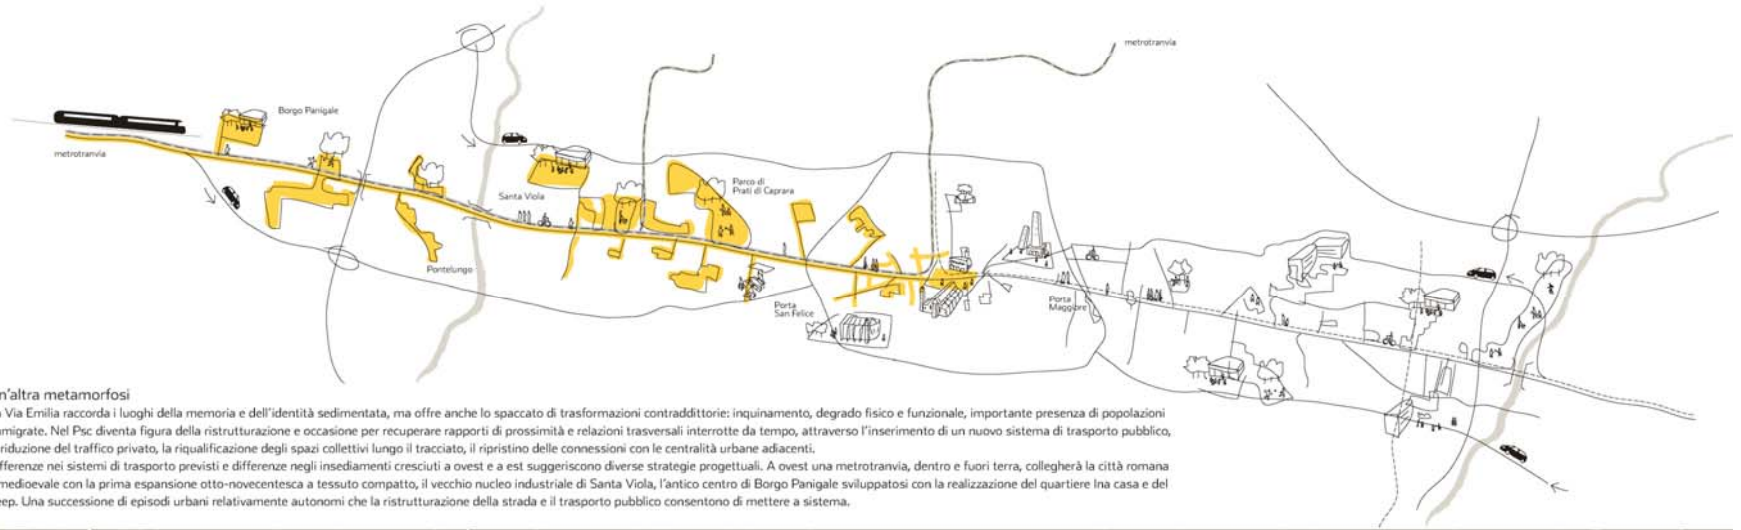 metrotranvia
Borgo Panigale
metrotranvia
Santa Viola
Parco di
Prati di Caprara
Pontelungo
Porta
San Felice
Porta
Maggiore
n'altra metamorfosi
Via Emilia raccorda i luoghi della memoria e dell'identità sedimentata, ma offre anche lo spaccato di trasformazioni contraddittorie: inquinamento, degrado fisico e funzionale, importante presenza di popolazioni
migrate. Nel Psc diventa figura della ristrutturazione e occasione per recuperare rapporti di prossimità e relazioni trasversali interrotte da tempo, attraverso l'inserimento di un nuovo sistema di trasporto pubblico,
riduzione del traffico privato, la riqualificazione degli spazi collettivi lungo il tracciato, il ripristino delle connessioni con le centralità urbane adiacenti.
fferenze nei sistemi di trasporto previsti e differenze negli insediamenti cresciuti a ovest e a est suggeriscono diverse strategie progettuali. A ovest una metrotranvia, dentro e fuori terra, collegherà la città romana
medioevale con la prima espansione otto-novecentesca a tessuto compatto, il vecchio nucleo industriale di Santa Viola, l'antico centro di Borgo Panigale sviluppatosi con la realizzazione del quartiere Ina casa e del
eep. Una successione di episodi urbani relativamente autonomi che la ristrutturazione della strada e il trasporto pubblico consentono di mettere a sistema.